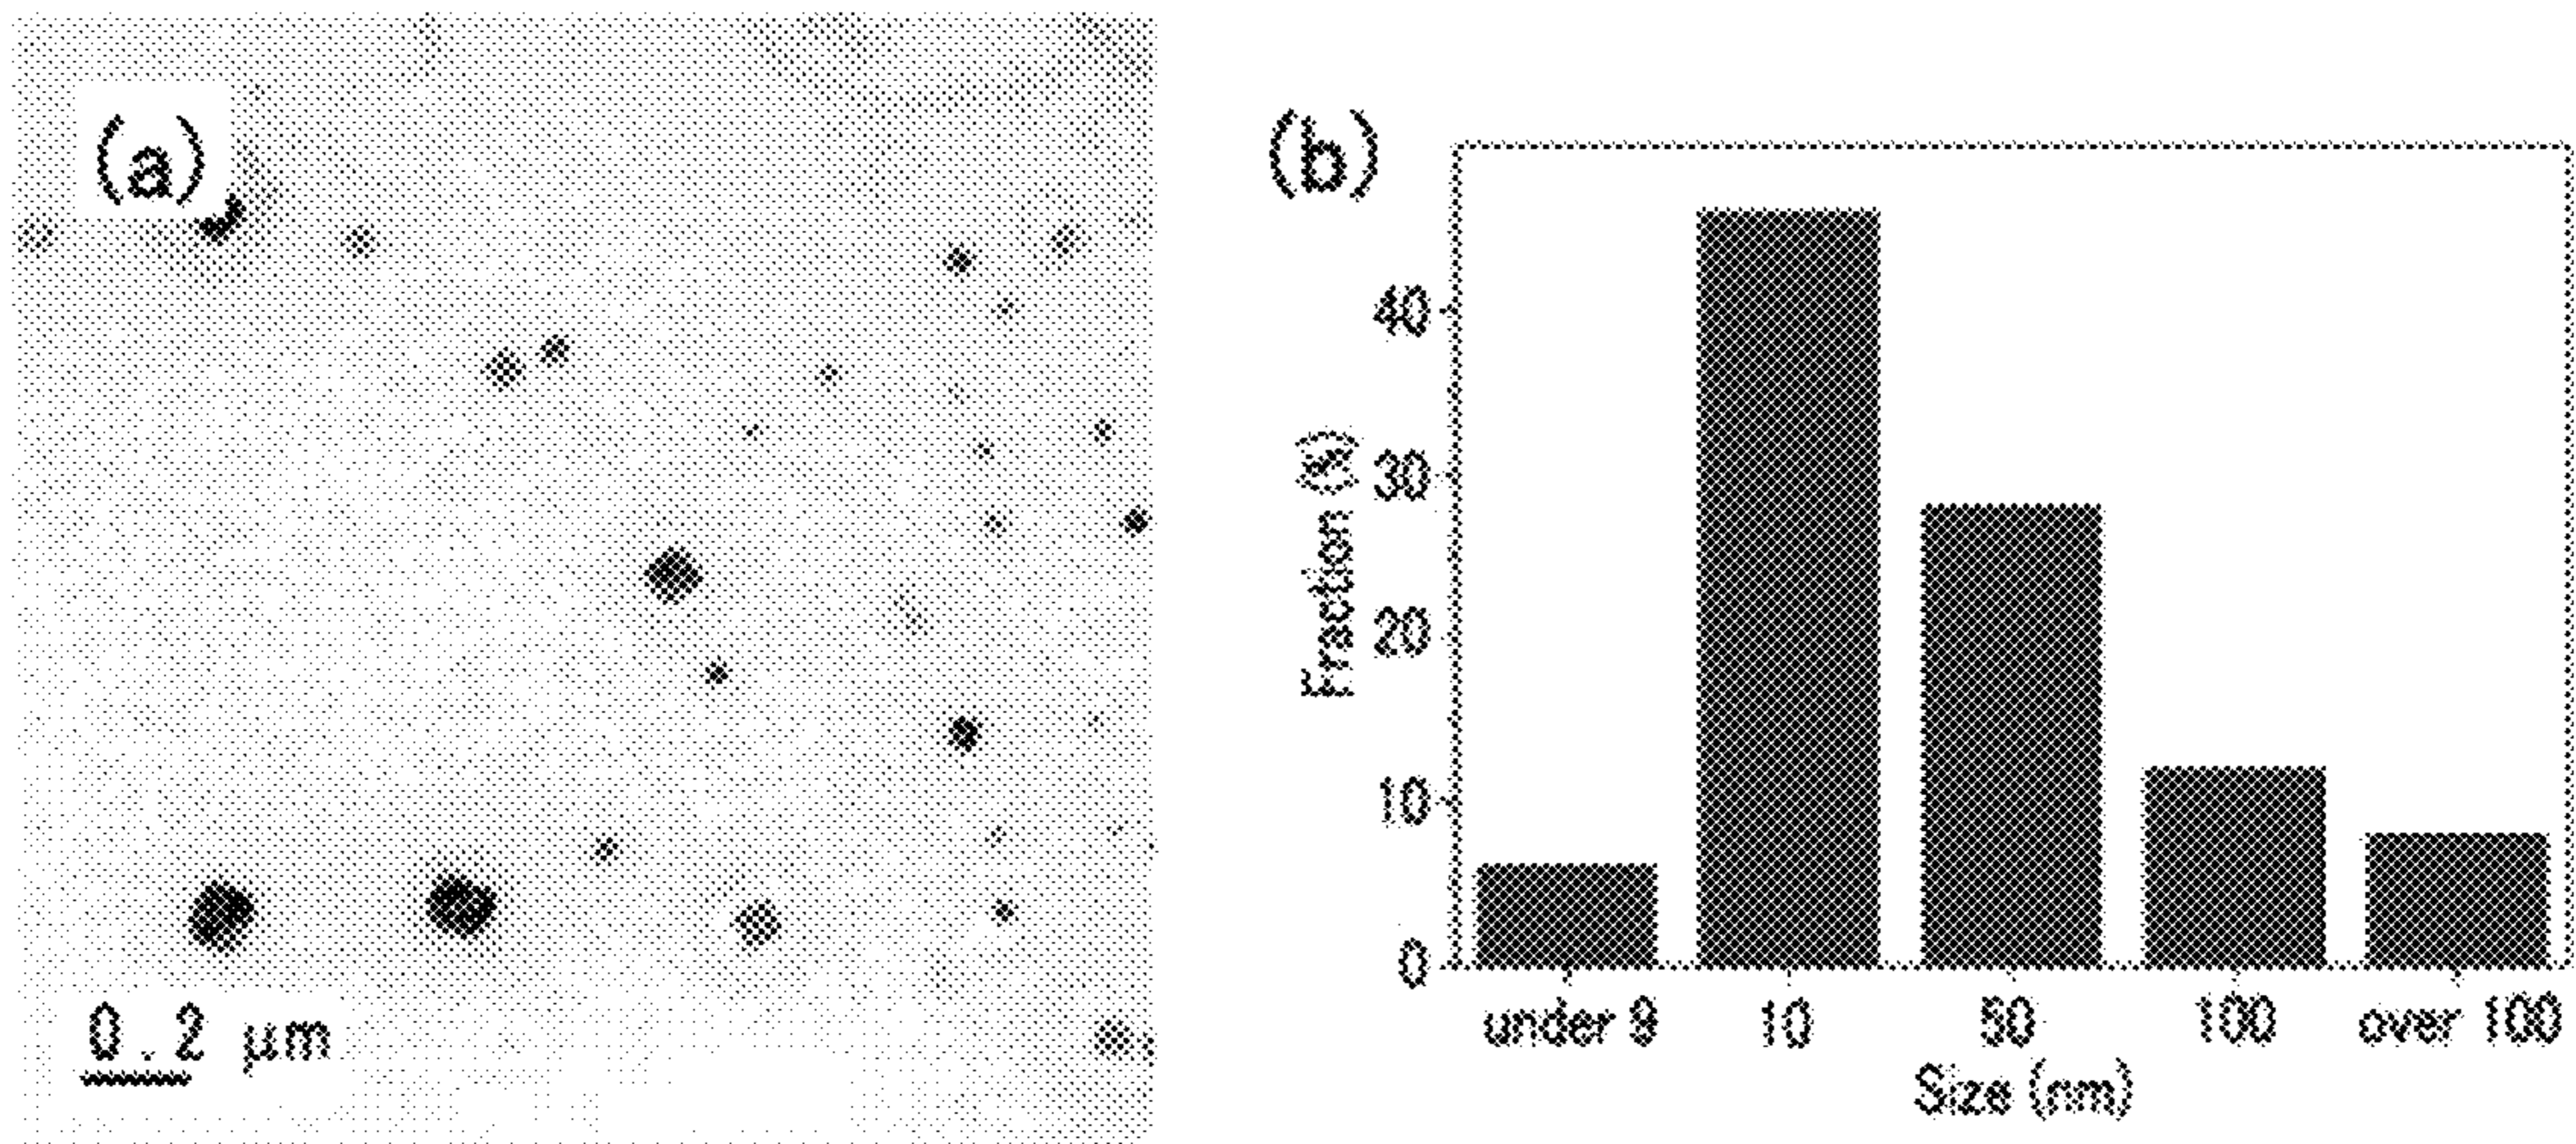 (a)
0.2 μm
(b)
Fraction (%)
40
30
20
10
0
under 9
10
50
100
over 100
Size (nm)